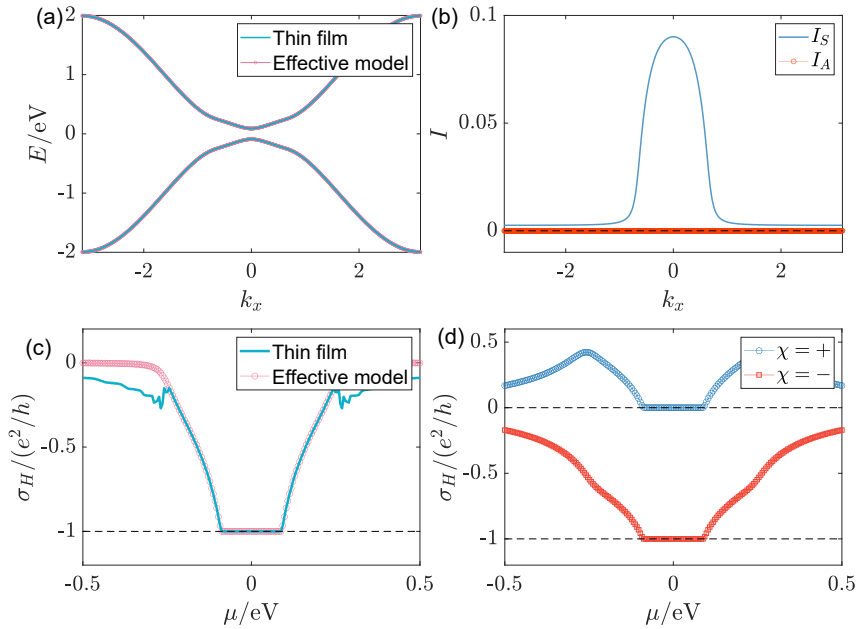 (a)
Thin film
Effective model
E/eV
2
1
0
-1
-2
-2
0
2
k_x
(b)
I_S
I_A
I
0.1
0.05
0
-2
0
2
k_x
(c)
Thin film
Effective model
σ_H/(e²/h)
0
-0.5
-1
-0.5
0
0.5
μ/eV
(d)
χ = +
χ = −
σ_H/(e²/h)
0.5
0
-0.5
-1
-0.5
0
0.5
μ/eV